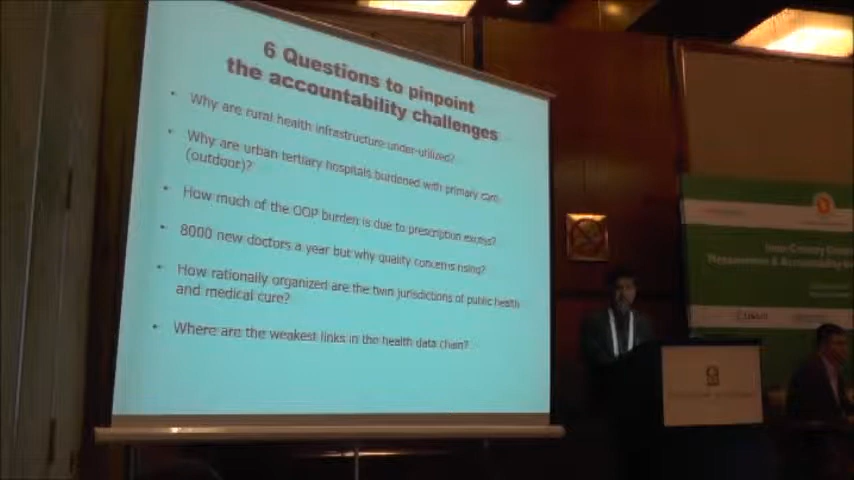 6 Questions to pinpoint
the accountability challenges
• Why are rural health infrastructure under-utilized?
• Why are urban tertiary hospitals burdened with primary care
(outdoor)?
• How much of the OOP burden is due to prescription excess?
• 8000 new doctors a year but why quality concerns rising?
• How rationally organized are the twin jurisdictions of public health
and medical cure?
• Where are the weakest links in the health data chain?